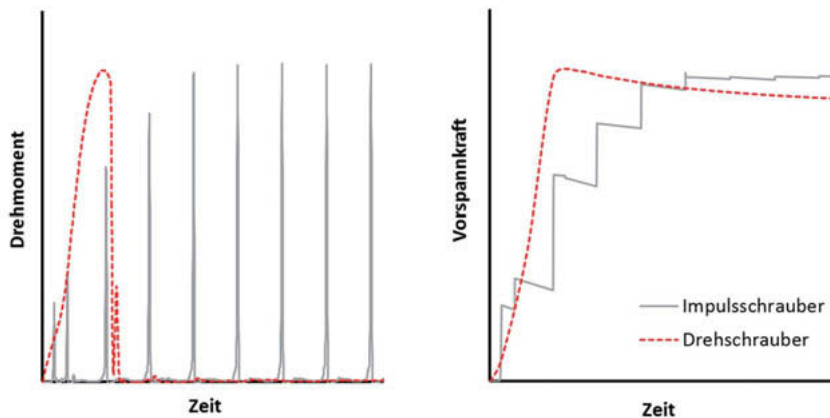 Drehmoment
Zeit
Vorspannkraft
Impulsschrauber
Drehschrauber
Zeit